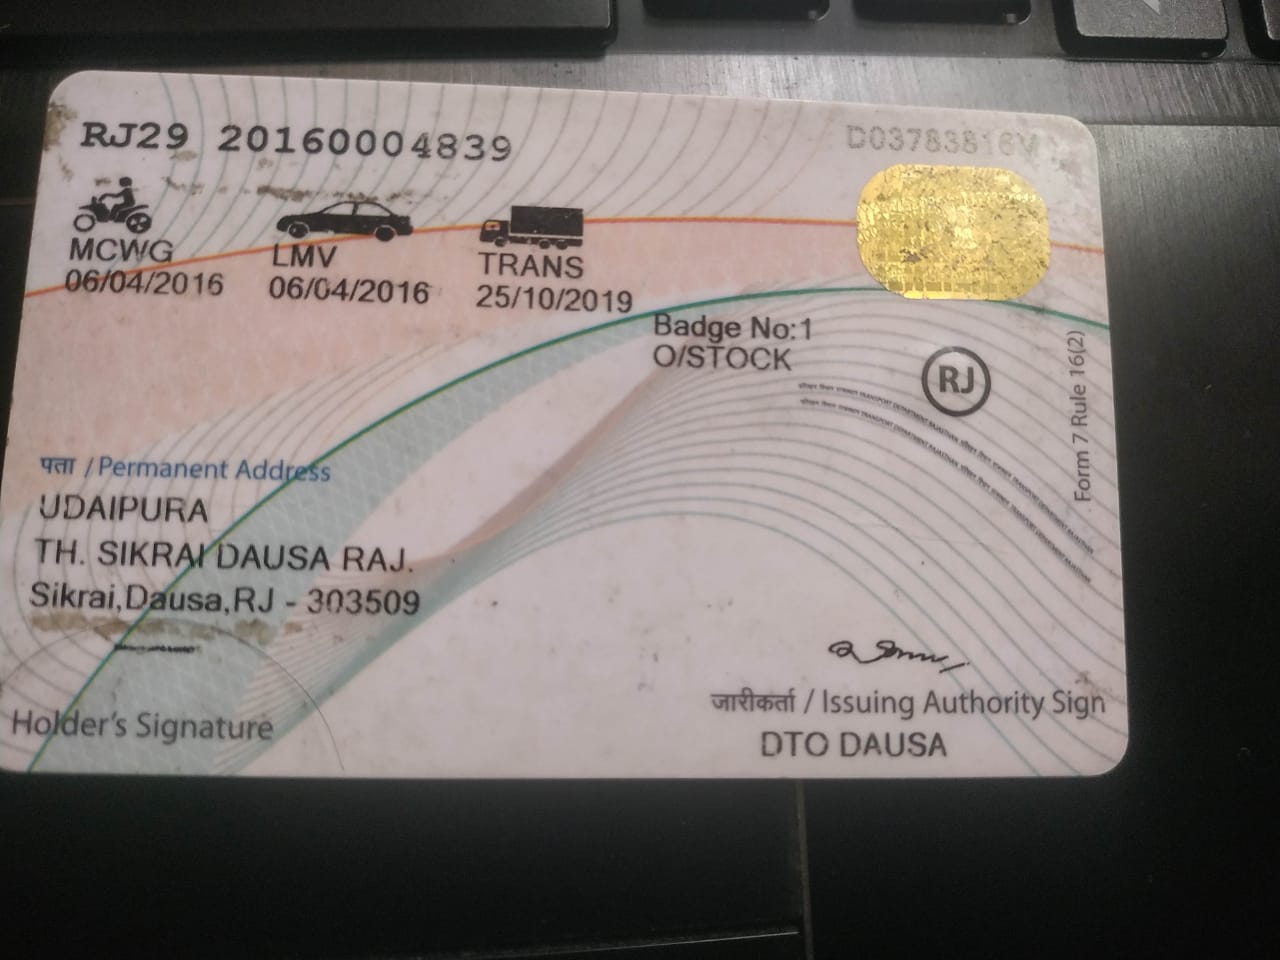 RJ29 20160004839
D03783816V
MCWG
06/04/2016
LMV
06/04/2016
TRANS
25/10/2019
Badge No:1
O/STOCK
RJ
Form 7 Rule 16(2)
पता / Permanent Address
UDAIPURA
TH. SIKRAI DAUSA RAJ.
Sikrai,Dausa,RJ - 303509
Holder's Signature
जारीकर्ता / Issuing Authority Sign
DTO DAUSA